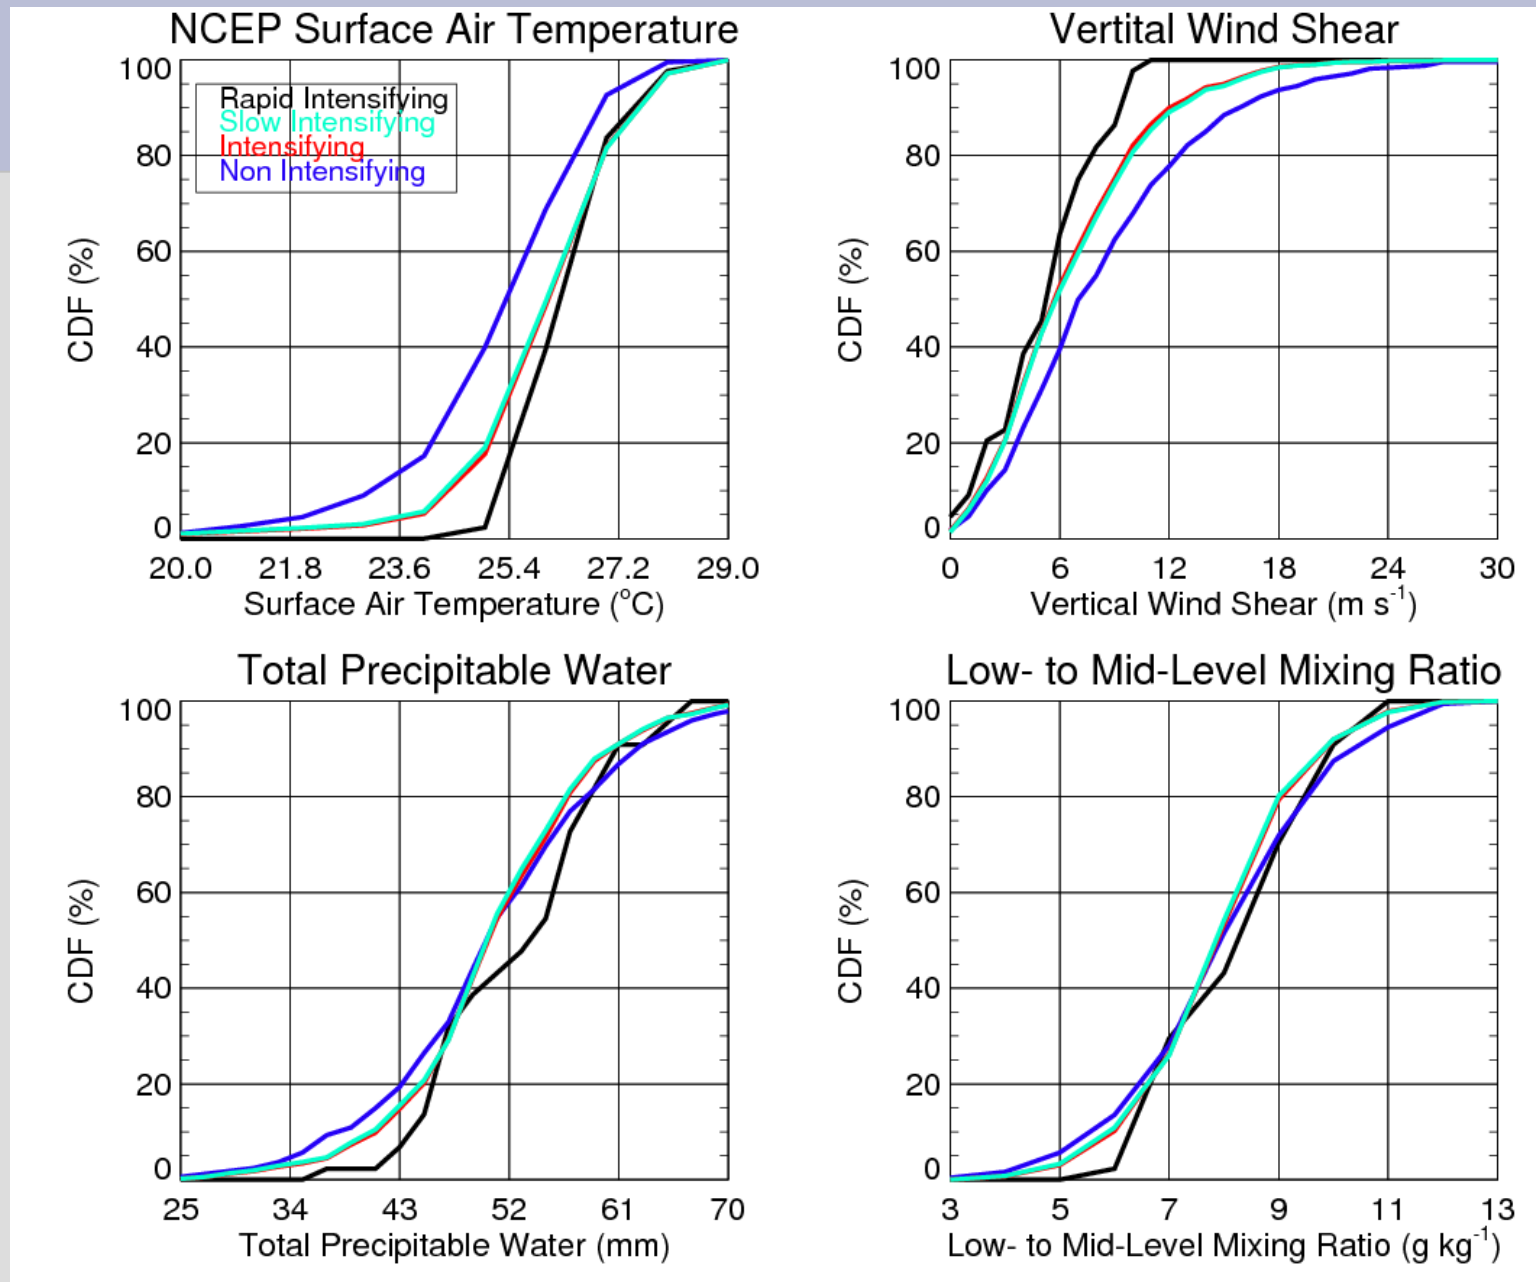 NCEP Surface Air Temperature
100
80
60
40
20
0
CDF (%)
Rapid Intensifying
Slow Intensifying
Intensifying
Non Intensifying
20.0 21.8 23.6 25.4 27.2 29.0
Surface Air Temperature (°C)
Vertital Wind Shear
100
80
60
40
20
0
CDF (%)
0 6 12 18 24 30
Vertical Wind Shear (m s⁻¹)
Total Precipitable Water
100
80
60
40
20
0
CDF (%)
25 34 43 52 61 70
Total Precipitable Water (mm)
Low- to Mid-Level Mixing Ratio
100
80
60
40
20
0
CDF (%)
3 5 7 9 11 13
Low- to Mid-Level Mixing Ratio (g kg⁻¹)